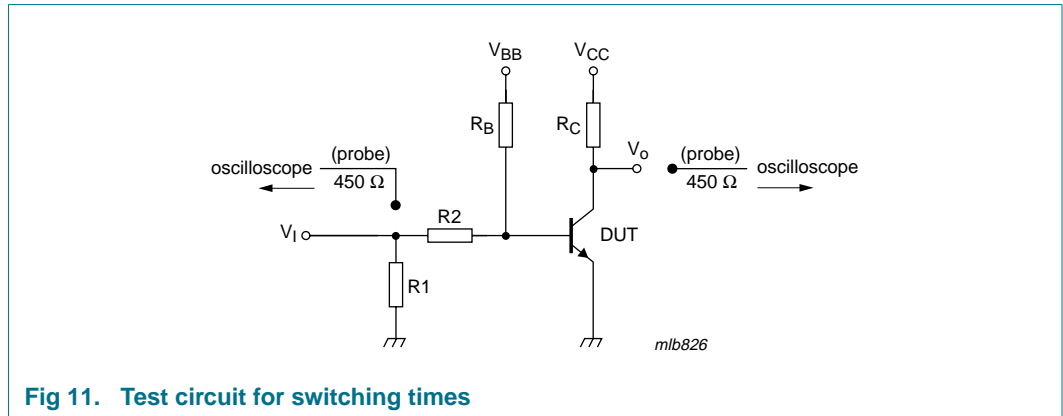 V_BB
V_CC
R_B
R_C
V_o
(probe)
oscilloscope
450 Ω
(probe)
oscilloscope
450 Ω
R2
V_I
DUT
R1
mlb826
Fig 11. Test circuit for switching times